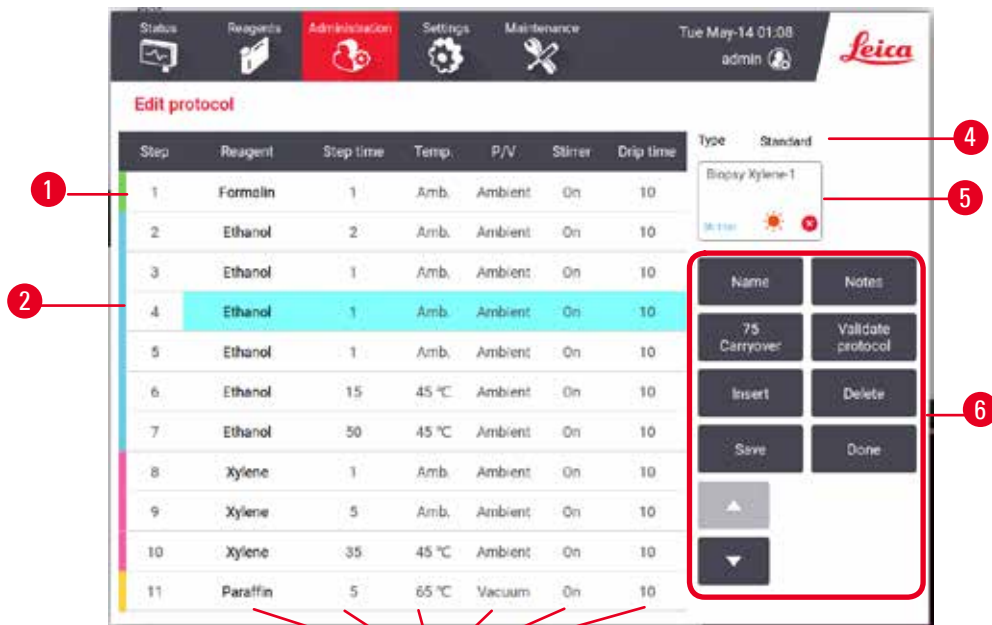 Status Reagents Administration Settings Maintenance Tue May-14 01:08
admin Leica
Edit protocol
Step Reagent Step time Temp. P/V Stirrer Drip time
Type Standard
4
Biopsy Xylene-1
5
1
1 Formalin 1 Amb. Ambient On 10
2 Ethanol 2 Amb. Ambient On 10
3 Ethanol 1 Amb. Ambient On 10
2
4 Ethanol 1 Amb. Ambient On 10
5 Ethanol 1 Amb. Ambient On 10
6 Ethanol 15 45 °C Ambient On 10
7 Ethanol 50 45 °C Ambient On 10
8 Xylene 1 Amb. Ambient On 10
9 Xylene 5 Amb. Ambient On 10
10 Xylene 35 45 °C Ambient On 10
11 Paraffin 5 65 °C Vacuum On 10
Name Notes
75
Carryover
Validate
protocol
Insert Delete
6
Save Done